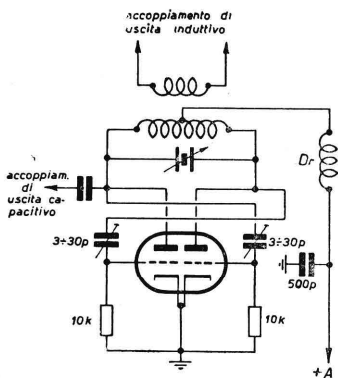 accoppiamento di
uscita induttivo
Dr
accoppiam.
di
uscita ca-
pacitivo
3÷30p
3÷30p
500p
10k
10k
+A